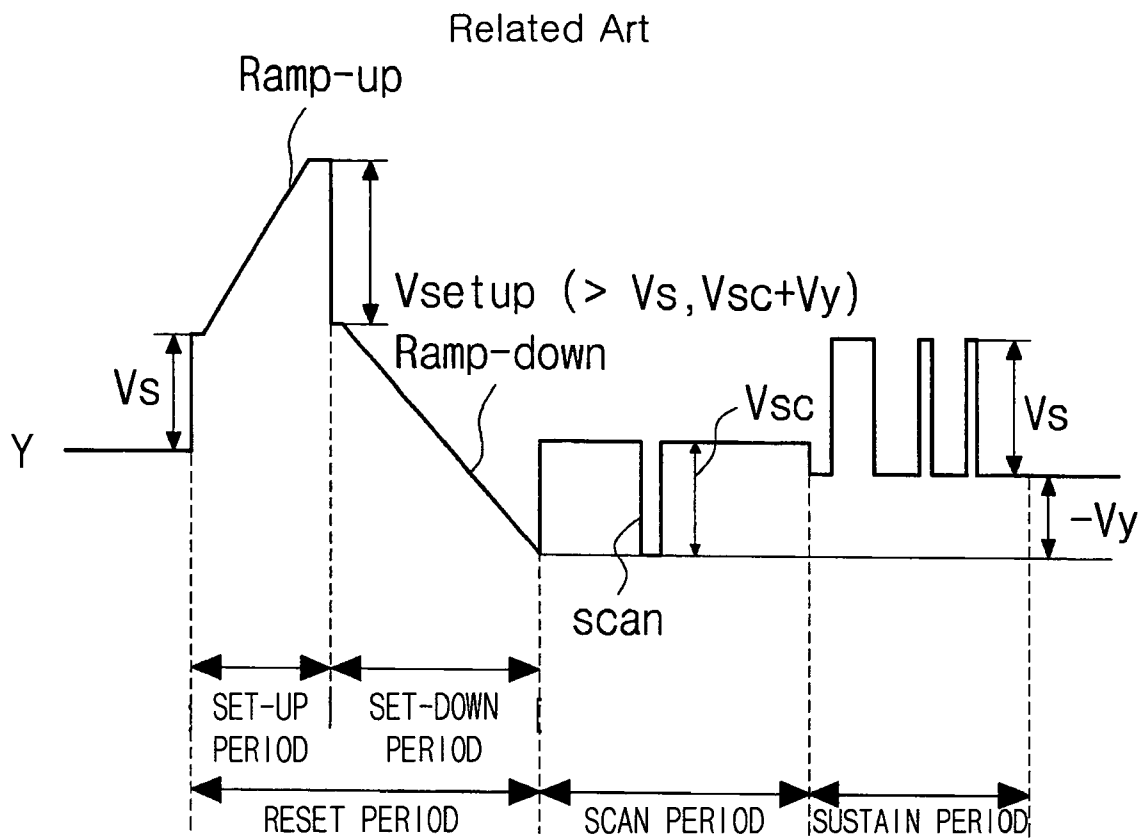 Related Art
Ramp-up
Vsetup (> Vs,Vsc+Vy)
Ramp-down
Vs
Vsc
Vs
Y
-Vy
scan
SET-UP
PERIOD
SET-DOWN
PERIOD
RESET PERIOD
SCAN PERIOD
SUSTAIN PERIOD